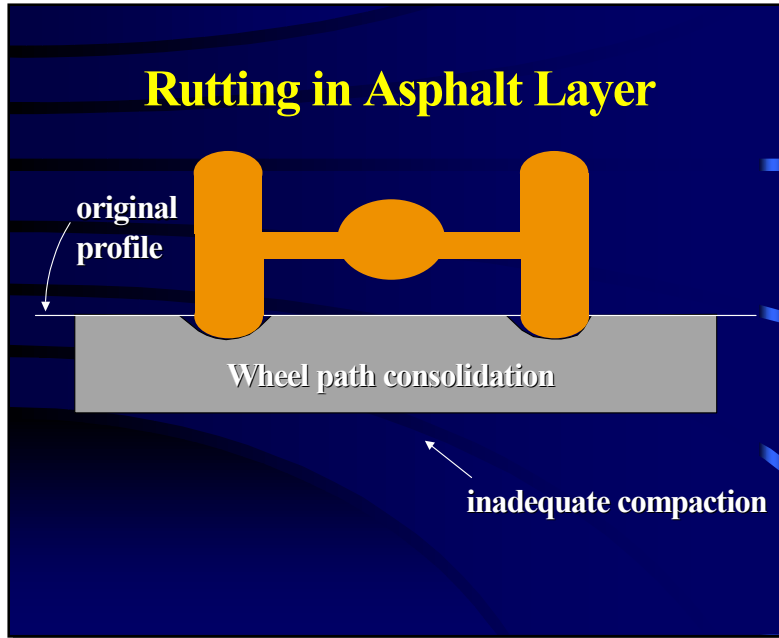 Rutting in Asphalt Layer
original
profile
Wheel path consolidation
inadequate compaction